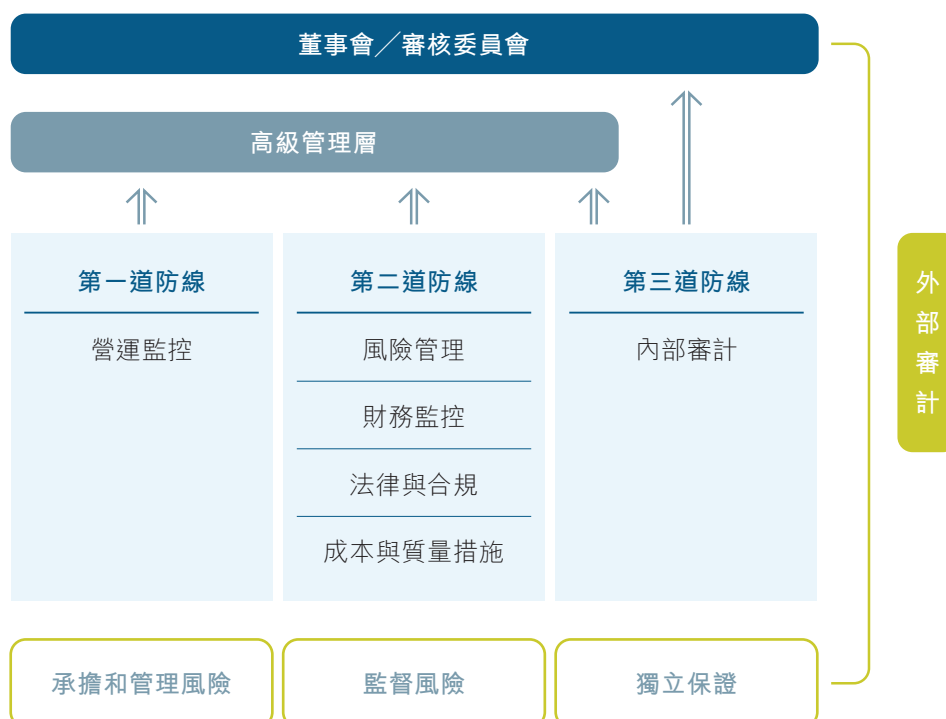 董事會╱審核委員會
高級管理層
第一道防線
營運監控
第二道防線
風險管理
財務監控
法律與合規
成本與質量措施
第三道防線
內部審計
承擔和管理風險
監督風險
獨立保證
外部審計